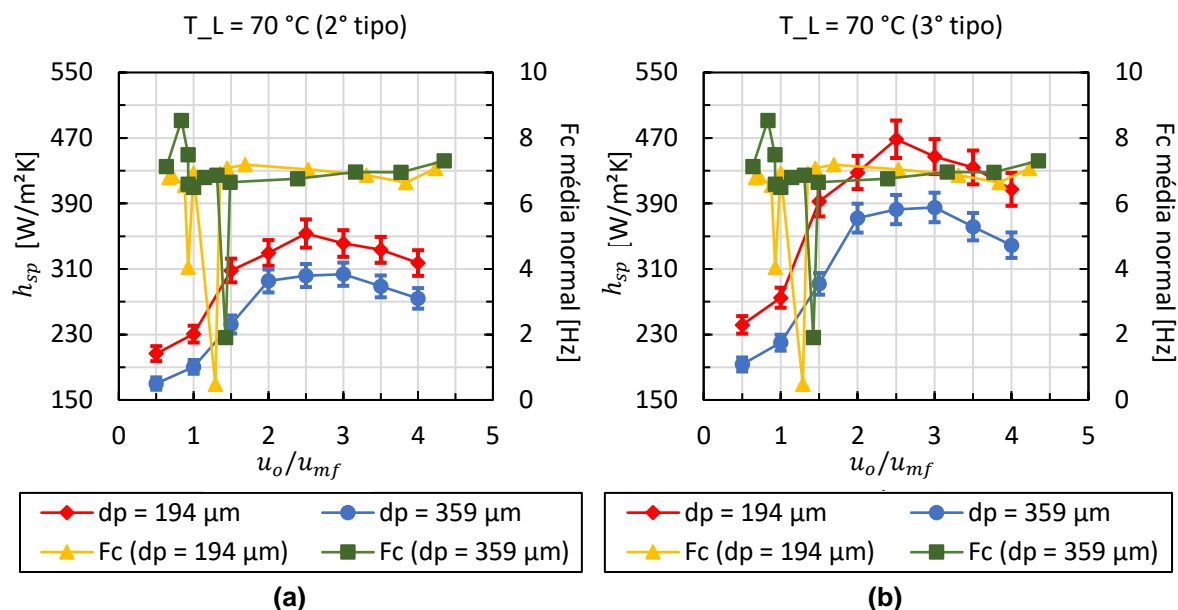 T_L = 70 °C (2° tipo)
550
470
390
310
230
150
h_sp [W/m²K]
10
8
6
4
2
0
Fc média normal [Hz]
0 1 2 3 4 5
u_o/u_mf
dp = 194 µm
dp = 359 µm
Fc (dp = 194 µm)
Fc (dp = 359 µm)
(a)
T_L = 70 °C (3° tipo)
550
470
390
310
230
150
h_sp [W/m²K]
10
8
6
4
2
0
Fc média normal [Hz]
0 1 2 3 4 5
u_o/u_mf
dp = 194 µm
dp = 359 µm
Fc (dp = 194 µm)
Fc (dp = 359 µm)
(b)